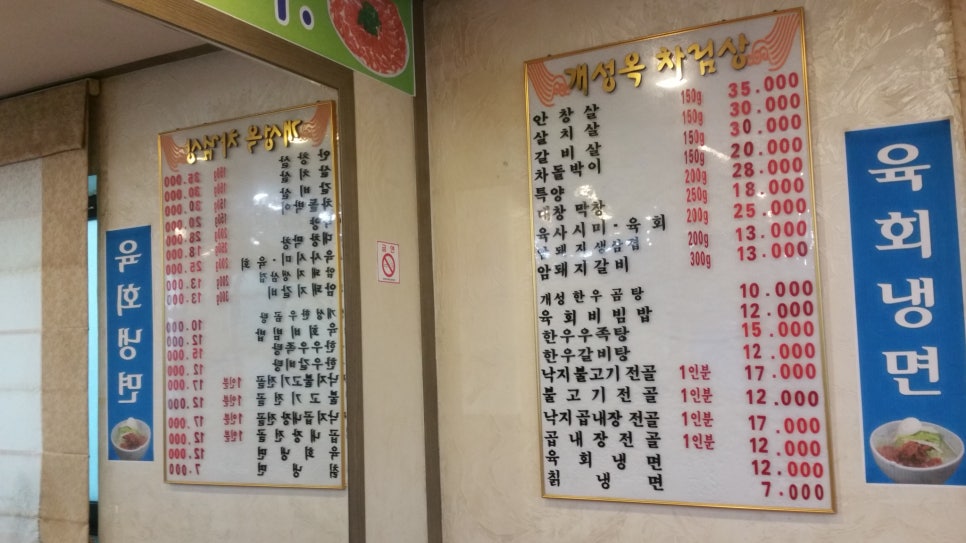 개성옥 차림상
안창살 150g 35.000
살치살 150g 30.000
갈비살 150g 30.000
차돌박이 150g 20.000
특양 200g 28.000
대창 막창 250g 18.000
육사시미·육회 200g 25.000
암돼지생삼겹 200g 13.000
암돼지갈비 300g 13.000
개성한우곰탕 10.000
육회비빔밥 12.000
한우우족탕 15.000
한우갈비탕 12.000
낙지불고기전골 1인분 17.000
불고기전골 1인분 12.000
낙지곱내장전골 1인분 17.000
곱내장전골 1인분 12.000
육회냉면 12.000
칡냉면 7.000
육회냉면
금연